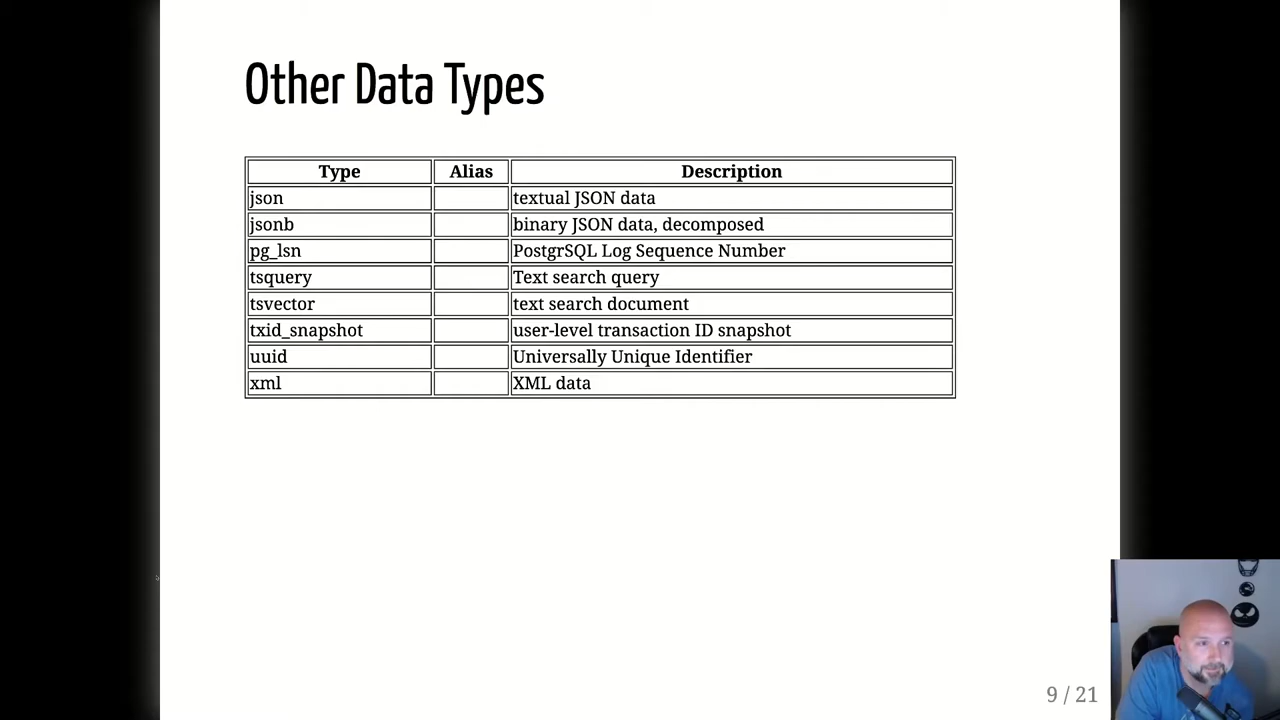 Other Data Types
Type Alias Description
json textual JSON data
jsonb binary JSON data, decomposed
pg_lsn PostgrSQL Log Sequence Number
tsquery Text search query
tsvector text search document
txid_snapshot user-level transaction ID snapshot
uuid Universally Unique Identifier
xml XML data
9 / 21